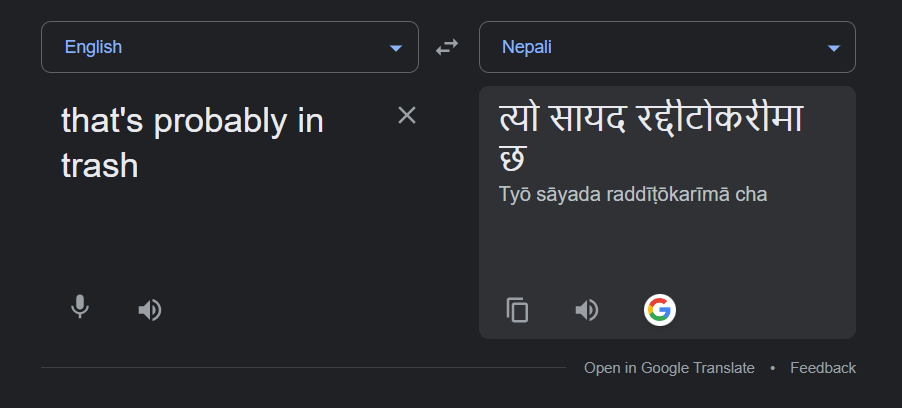 English
Nepali
that's probably in
trash
त्यो सायद रद्दीटोकरीमा
छ
Tyō sāyada raddīṭōkarīmā cha
Open in Google Translate • Feedback